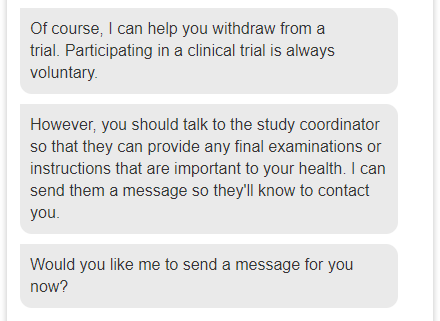 Of course, I can help you withdraw from a
trial. Participating in a clinical trial is always
voluntary.
However, you should talk to the study coordinator
so that they can provide any final examinations or
instructions that are important to your health. I can
send them a message so they'll know to contact
you.
Would you like me to send a message for you
now?